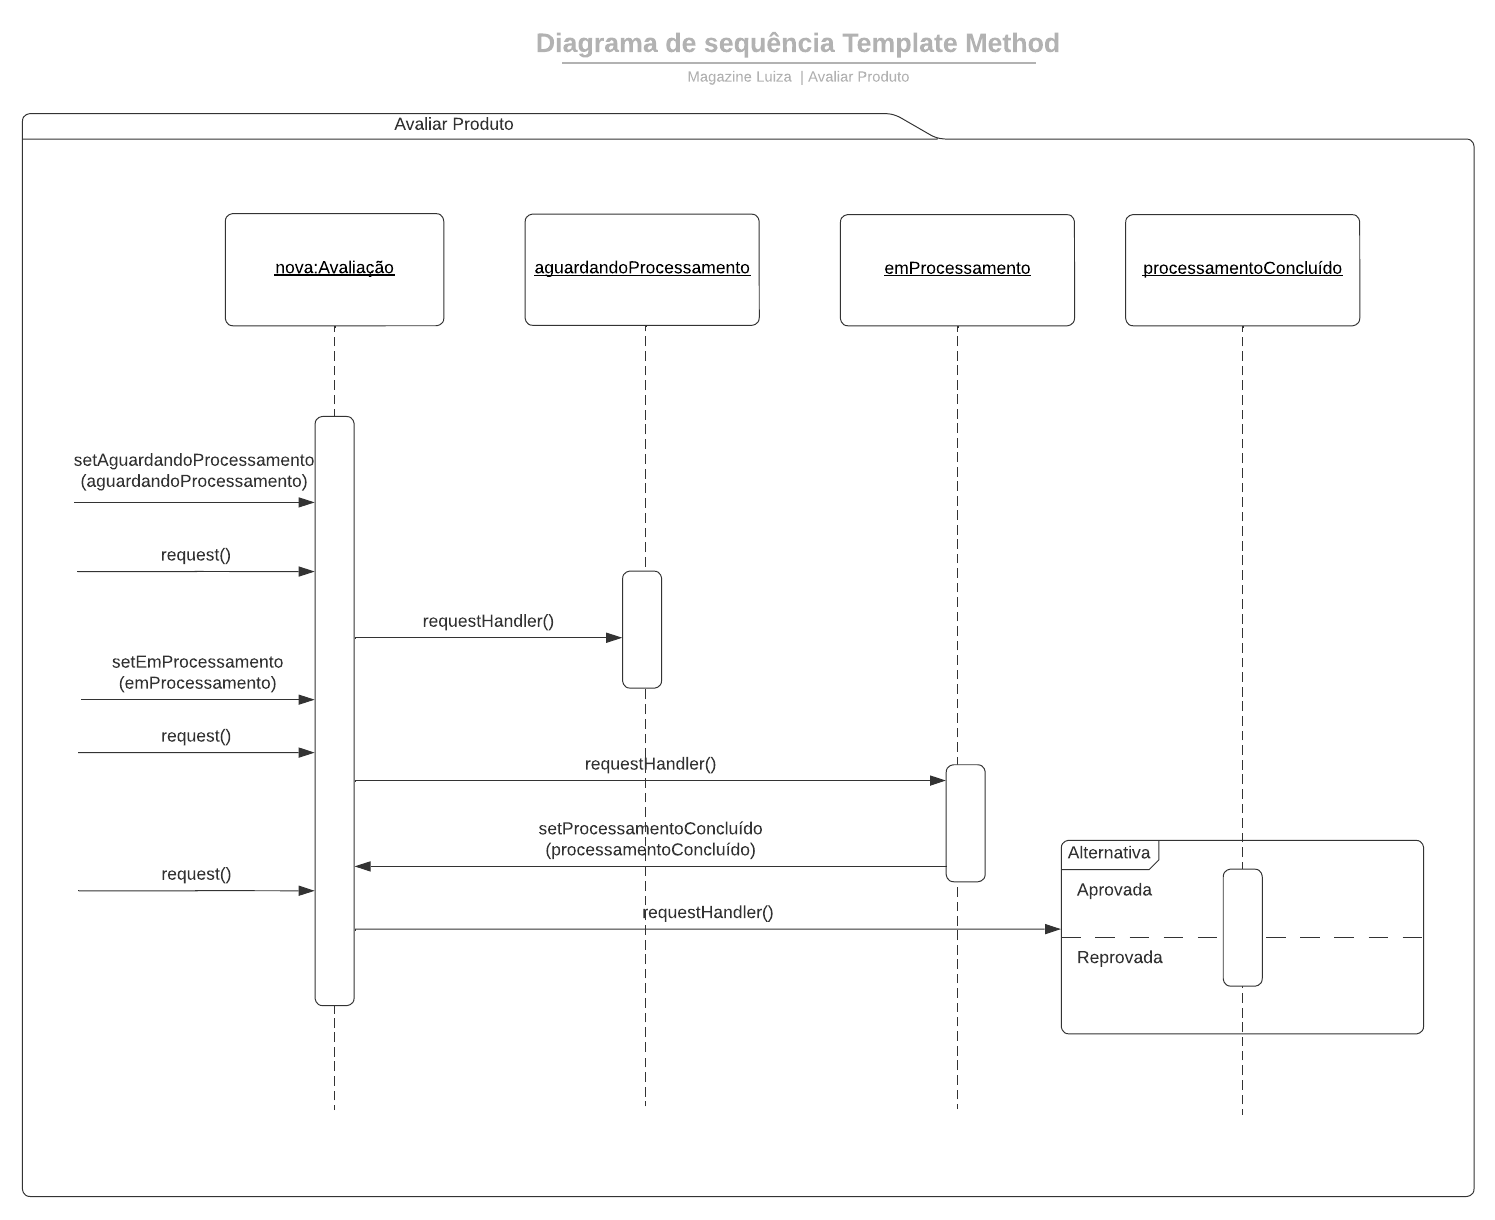 Diagrama de sequência Template Method
Magazine Luiza | Avaliar Produto
Avaliar Produto
nova:Avaliação
aguardandoProcessamento
emProcessamento
processamentoConcluído
setAguardandoProcessamento
(aguardandoProcessamento)
request()
requestHandler()
setEmProcessamento
(emProcessamento)
request()
requestHandler()
setProcessamentoConcluído
(processamentoConcluído)
Alternativa
request()
Aprovada
requestHandler()
Reprovada